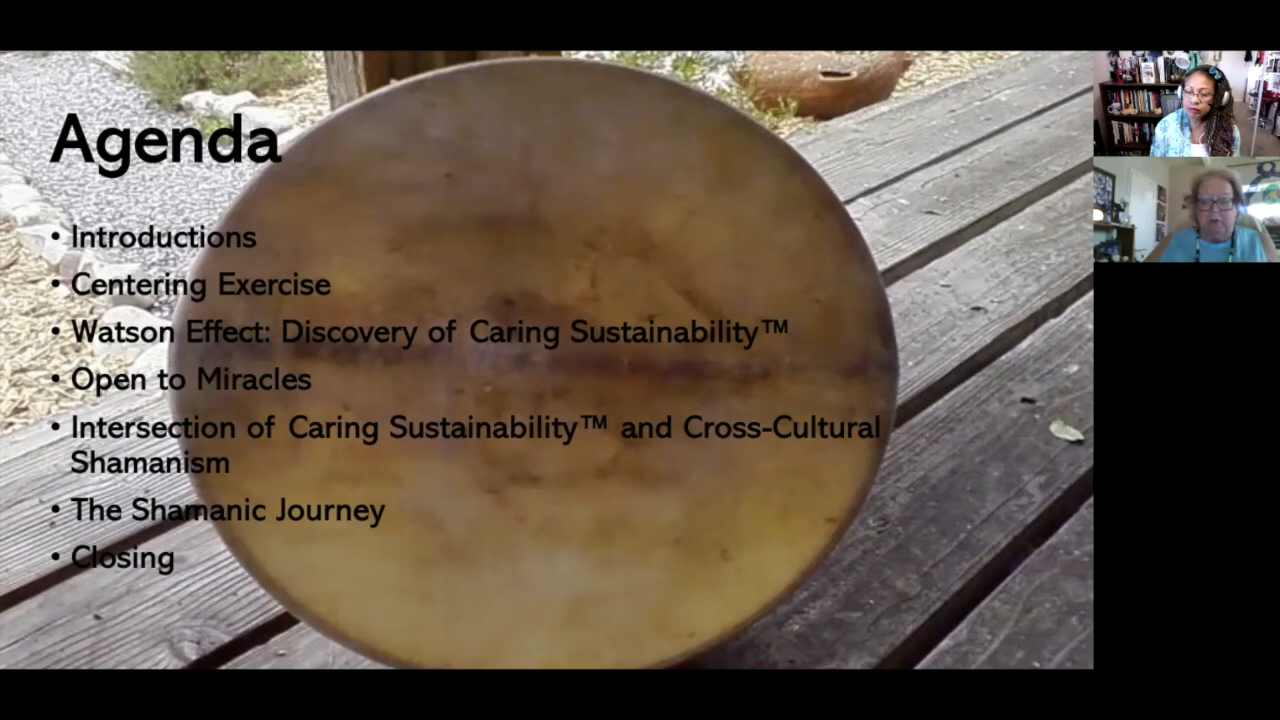 Agenda
• Introductions
• Centering Exercise
• Watson Effect: Discovery of Caring Sustainability™
• Open to Miracles
• Intersection of Caring Sustainability™ and Cross-Cultural
Shamanism
• The Shamanic Journey
• Closing